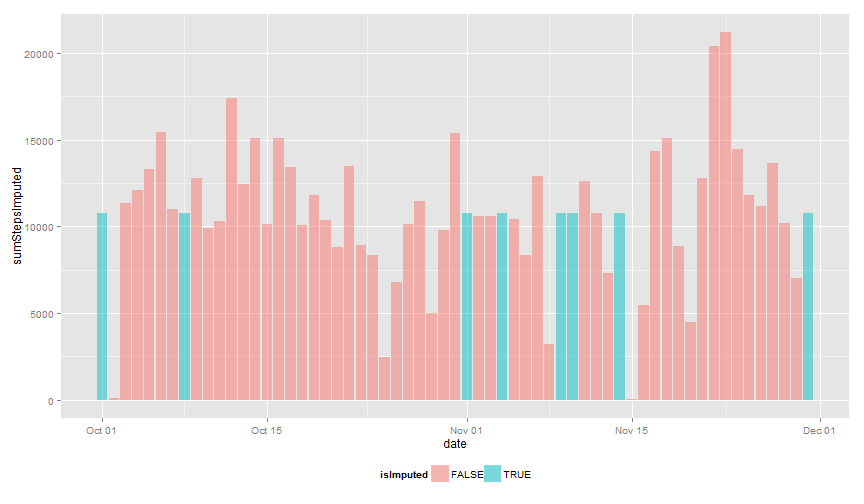 20000
15000
10000
5000
0
sumStepsImputed
Oct 01 Oct 15 Nov 01 Nov 15 Dec 01
date
isImputed FALSE TRUE